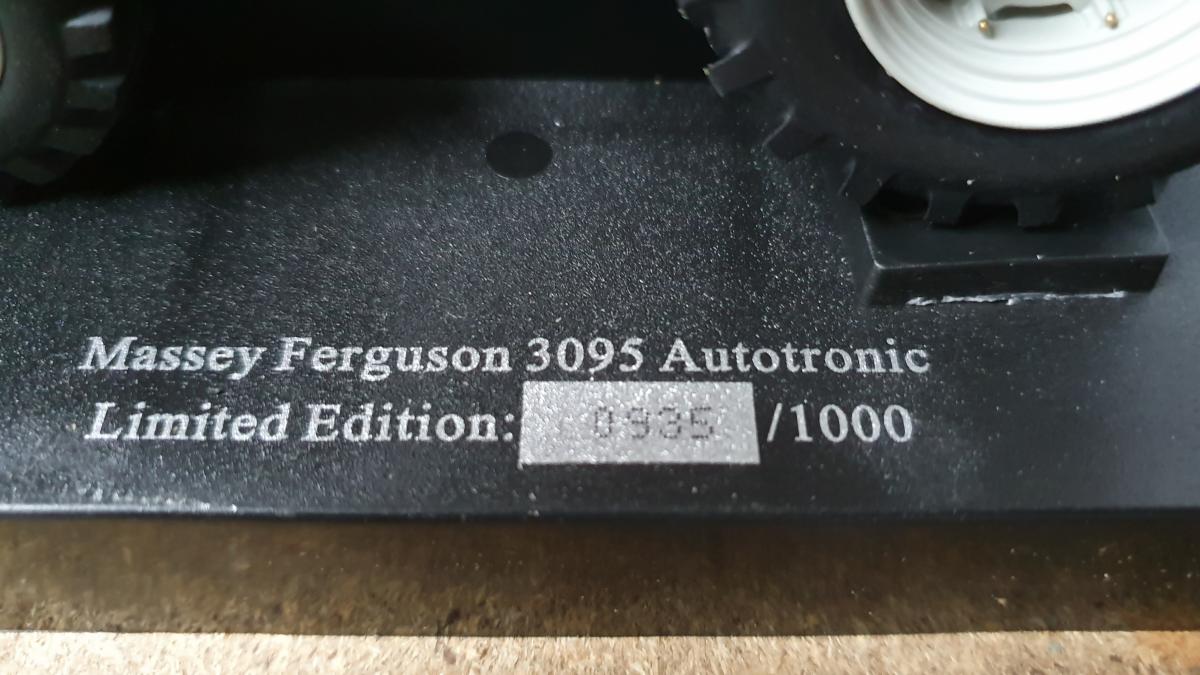 Massey Ferguson 3095 Autotronic
Limited Edition: 0935 /1000